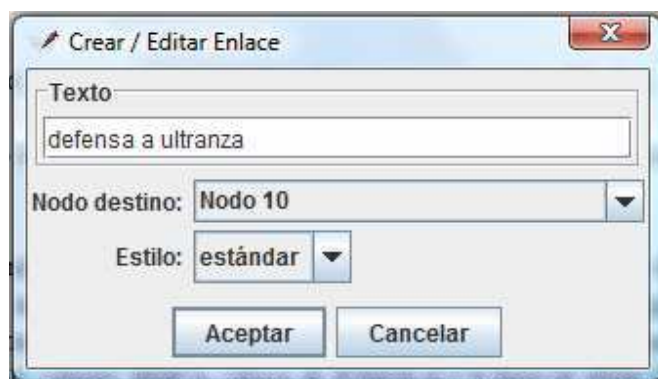 Crear / Editar Enlace
Texto
defensa a ultranza
Nodo destino: Nodo 10
Estilo: estándar
Aceptar Cancelar